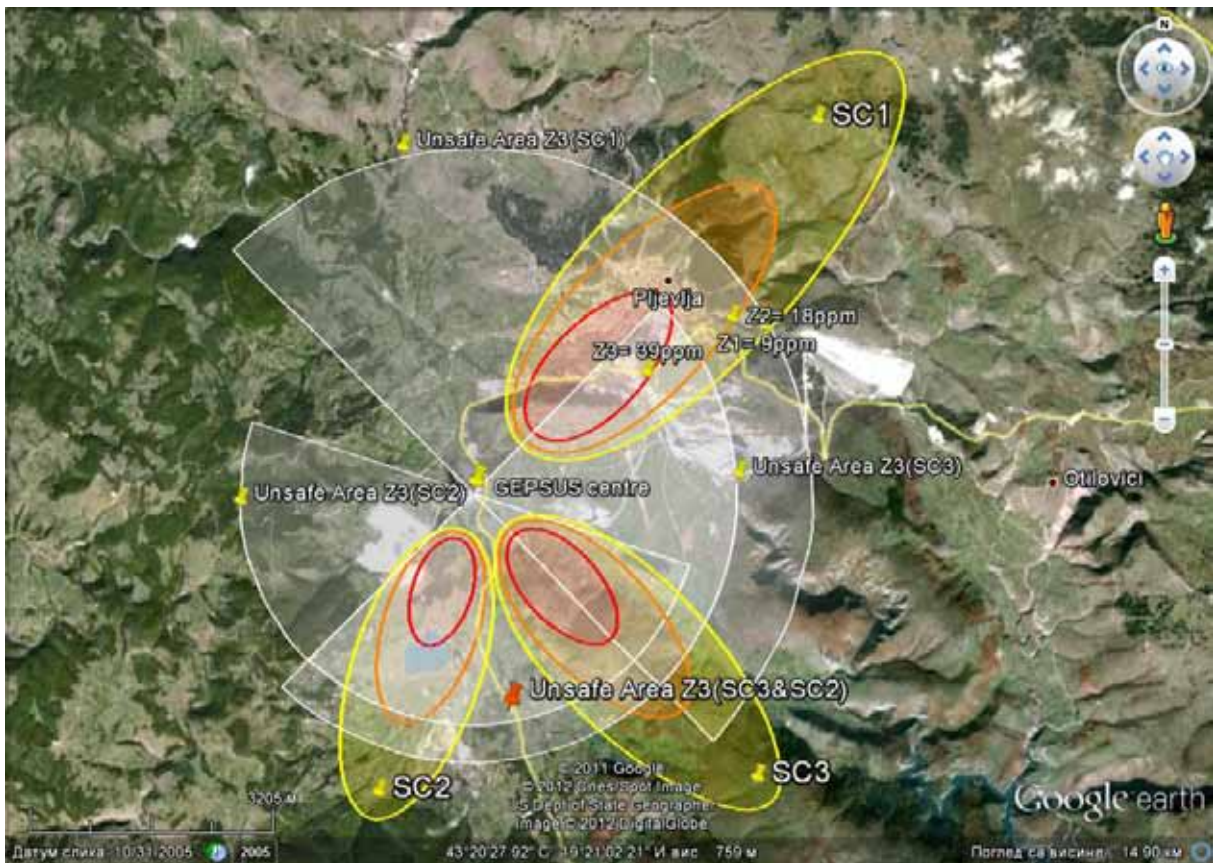 N
SC1
Unsafe Area Z3(SC1)
Pljevlja
Z2= 18ppm
Z1= 9ppm
Z3= 39ppm
Unsafe Area Z3(SC3)
Unsafe Area Z3(SC2)
GEPSUS centre
Otilovici
Unsafe Area Z3(SC3&SC2)
SC2
SC3
© 2011 Google
© 2012 Cnes/Spot Image
US Dept of State Geographer
Image © 2012 DigitalGlobe
Google earth
3205 м
Датум слика: 10/31/2005
2005
43°20'27.92" С
19°21'02.21" И вис
759 м
Поглед са висине
14.90 км